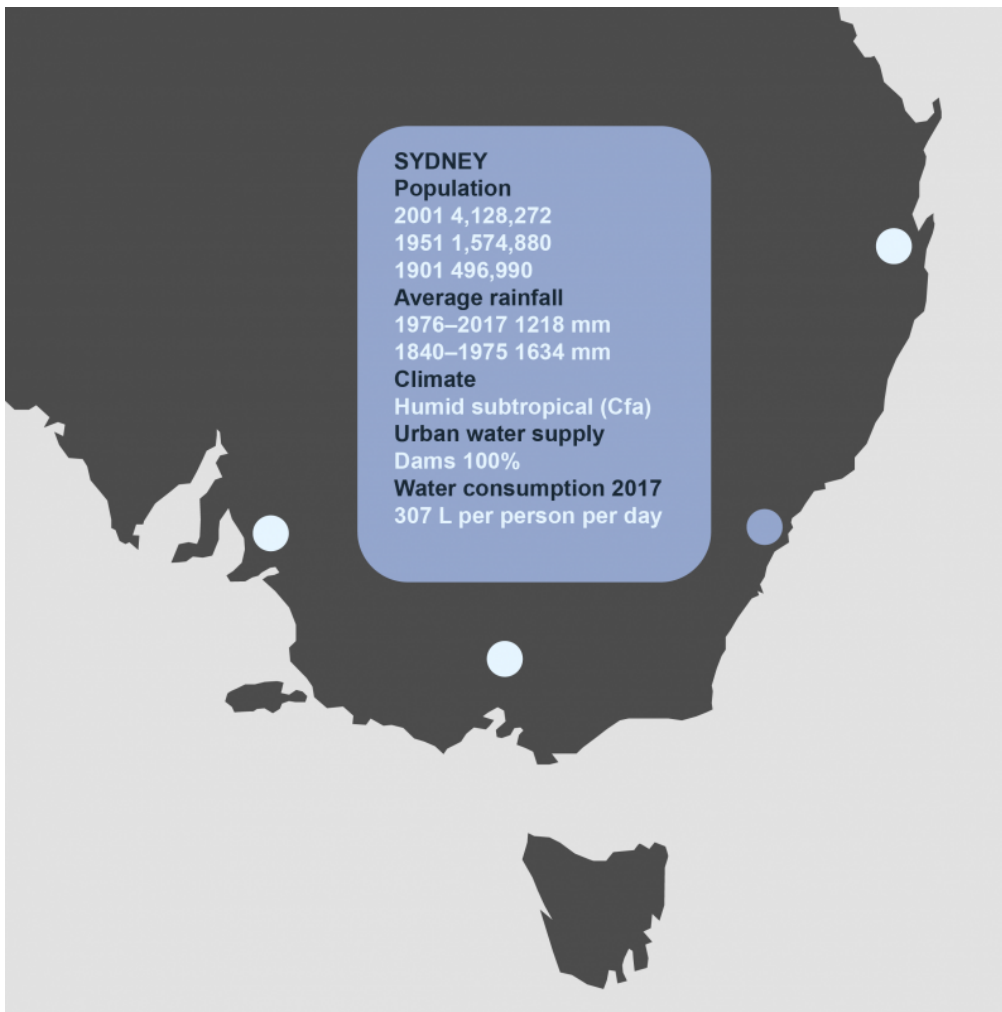 SYDNEY
Population
2001 4,128,272
1951 1,574,880
1901 496,990
Average rainfall
1976–2017 1218 mm
1840–1975 1634 mm
Climate
Humid subtropical (Cfa)
Urban water supply
Dams 100%
Water consumption 2017
307 L per person per day